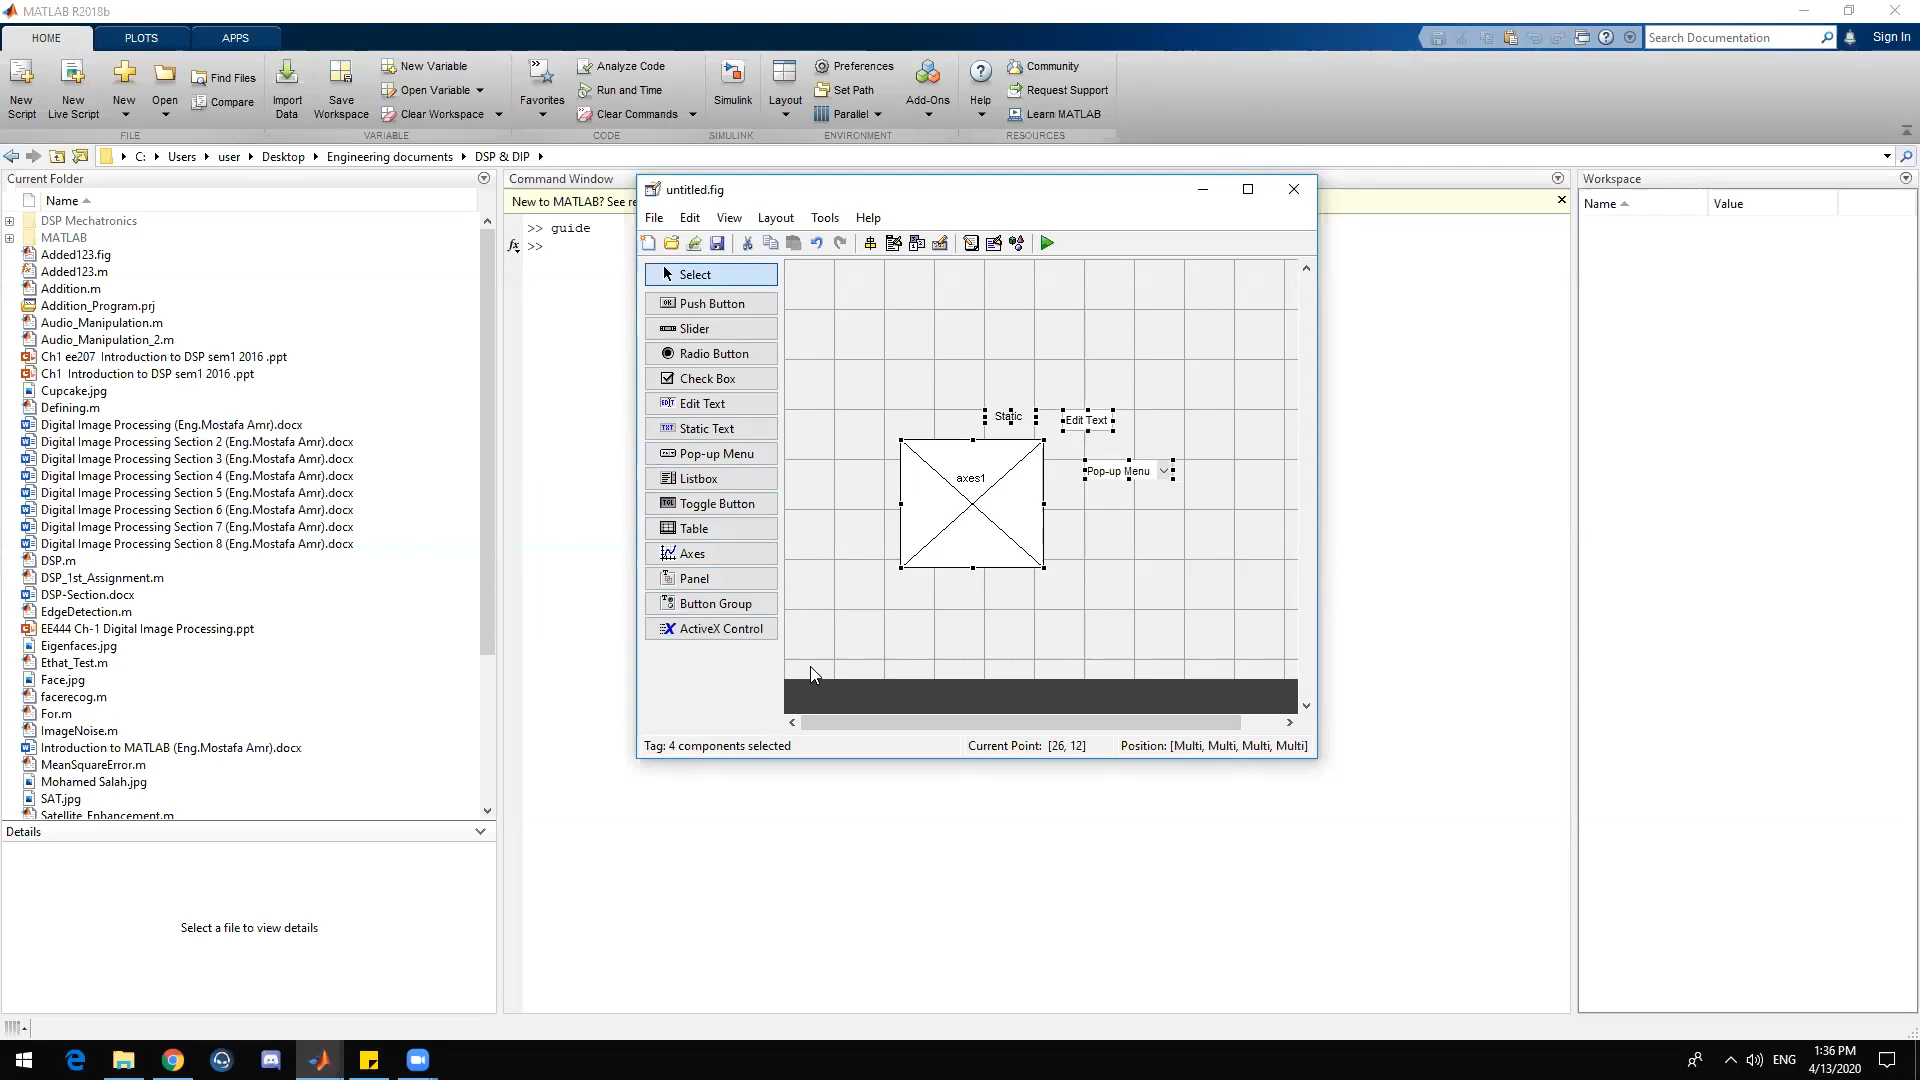 MATLAB R2018b
HOME PLOTS APPS
Search Documentation
Sign In
New Script
New Live Script
New
Open
Find Files
Compare
FILE
Import Data
Save Workspace
New Variable
Open Variable
Clear Workspace
VARIABLE
Favorites
Analyze Code
Run and Time
Clear Commands
CODE
Simulink
SIMULINK
Layout
Preferences
Set Path
Parallel
ENVIRONMENT
Add-Ons
Help
Community
Request Support
Learn MATLAB
RESOURCES
C: Users user Desktop Engineering documents DSP & DIP
Current Folder
Name
DSP Mechatronics
MATLAB
Added123.fig
Added123.m
Addition.m
Addition_Program.prj
Audio_Manipulation.m
Audio_Manipulation_2.m
Ch1 ee207 Introduction to DSP sem1 2016 .ppt
Ch1 Introduction to DSP sem1 2016 .ppt
Cupcake.jpg
Defining.m
Digital Image Processing (Eng.Mostafa Amr).docx
Digital Image Processing Section 2 (Eng.Mostafa Amr).docx
Digital Image Processing Section 3 (Eng.Mostafa Amr).docx
Digital Image Processing Section 4 (Eng.Mostafa Amr).docx
Digital Image Processing Section 5 (Eng.Mostafa Amr).docx
Digital Image Processing Section 6 (Eng.Mostafa Amr).docx
Digital Image Processing Section 7 (Eng.Mostafa Amr).docx
Digital Image Processing Section 8 (Eng.Mostafa Amr).docx
DSP.m
DSP_1st_Assignment.m
DSP-Section.docx
EdgeDetection.m
EE444 Ch-1 Digital Image Processing.ppt
Eigenfaces.jpg
Ethat_Test.m
Face.jpg
facerecog.m
For.m
ImageNoise.m
Introduction to MATLAB (Eng.Mostafa Amr).docx
MeanSquareError.m
Mohamed Salah.jpg
SAT.jpg
Satellite_Enhancement.m
Details
Select a file to view details
Command Window
New to MATLAB? See re
>> guide
fx >>
untitled.fig
File Edit View Layout Tools Help
Select
Push Button
Slider
Radio Button
Check Box
Edit Text
Static Text
Pop-up Menu
Listbox
Toggle Button
Table
Axes
Panel
Button Group
ActiveX Control
Static
Edit Text
Pop-up Menu
axes1
Tag: 4 components selected
Current Point: [26, 12]
Position: [Multi, Multi, Multi, Multi]
Workspace
Name Value
ENG
1:36 PM
4/13/2020